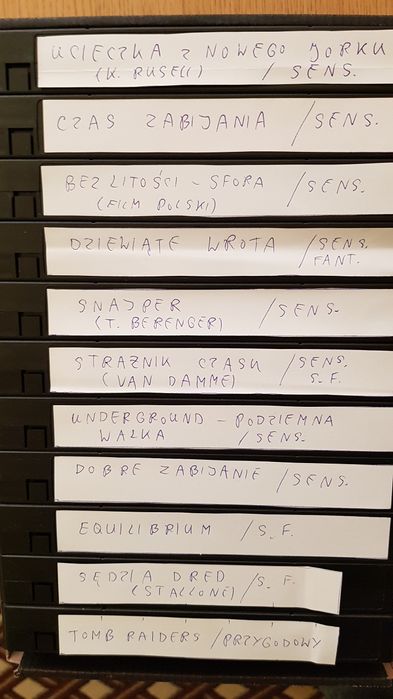 UCIECZKA Z NOWEGO JORKU
(K. RUSELL) / SENS.
CZAS ZABIJANIA / SENS.
BEZ LITOŚCI - SFORA / SENS.
(FILM POLSKI)
DZIEWIĄTE WROTA / SENS.
FANT.
SNAJPER / SENS.
(T. BERENGER)
STRAŻNIK CZASU / SENS.
(VAN DAMME) S. F.
UNDERGROUND - PODZIEMNA
WALKA / SENS.
DOBRE ZABIJANIE / SENS.
EQUILIBRIUM / S. F.
SĘDZIA DRED / S. F.
(STALLONE)
TOMB RAIDERS / PRZYGODOWY